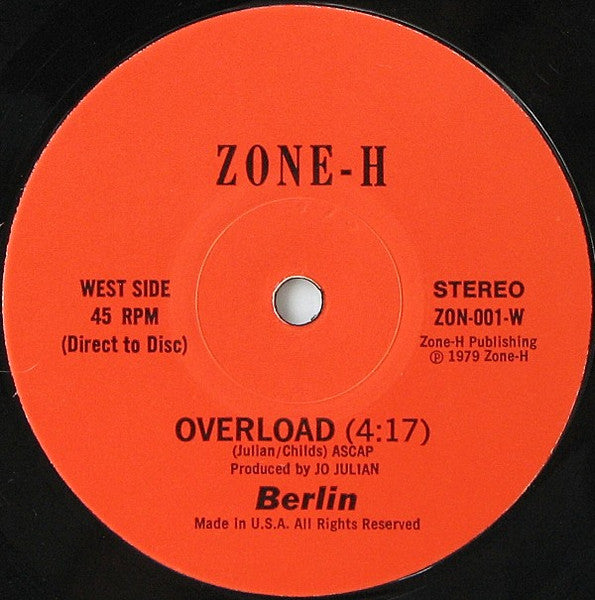 ZONE-H
WEST SIDE
45 RPM
(Direct to Disc)
STEREO
ZON-001-W
Zone-H Publishing
℗ 1979 Zone-H
OVERLOAD (4:17)
(Julian/Childs) ASCAP
Produced by JO JULIAN
Berlin
Made in U.S.A. All Rights Reserved